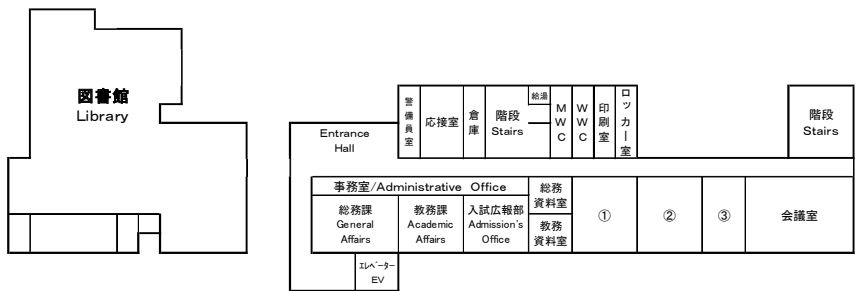 図書館
Library
Entrance
Hall
警備員室
応接室
倉庫
階段
Stairs
給湯
MWC
WWC
印刷室
ロッカー室
階段
Stairs
事務室/Administrative Office
総務課
General
Affairs
教務課
Academic
Affairs
入試広報部
Admission's
Office
総務
資料室
教務
資料室
①
②
③
会議室
エレベーター
EV